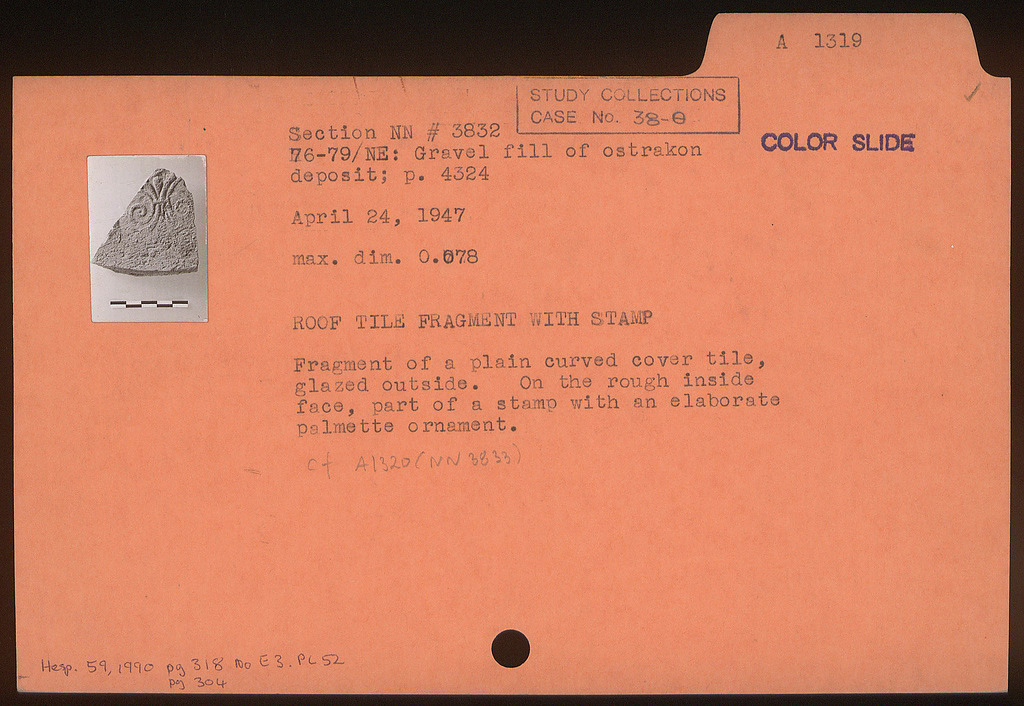 A 1319
STUDY COLLECTIONS
CASE No. 38-θ
COLOR SLIDE
Section NN # 3832
76-79/NE: Gravel fill of ostrakon
deposit; p. 4324
April 24, 1947
max. dim. 0.078
ROOF TILE FRAGMENT WITH STAMP
Fragment of a plain curved cover tile,
glazed outside. On the rough inside
face, part of a stamp with an elaborate
palmette ornament.
cf A1320 (NN 3833)
Hesp. 59, 1990 pg 318 No E3. PL 52
pg 304